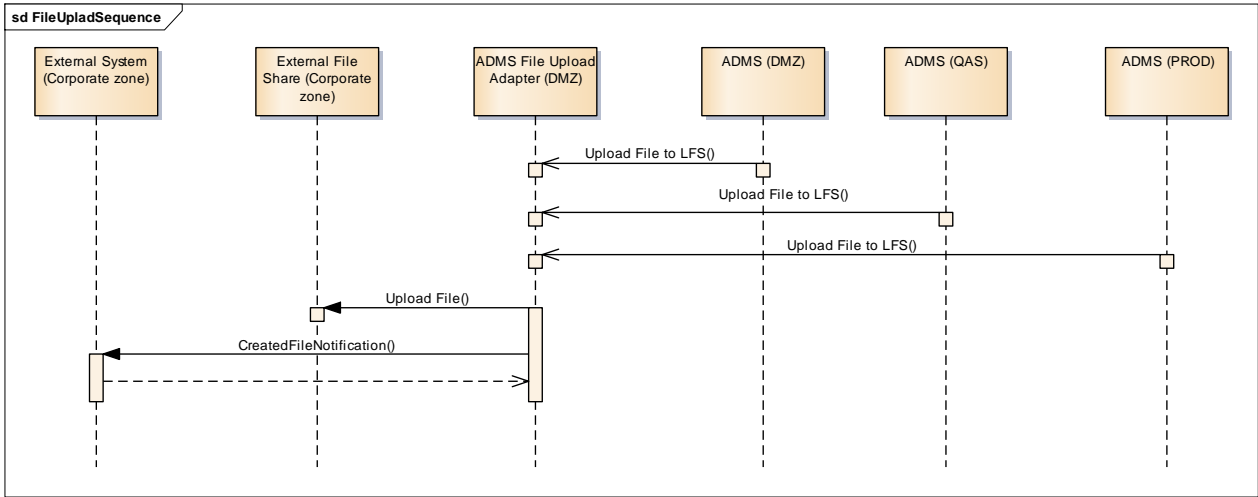 sd FileUpladSequence
External System
(Corporate zone)
External File
Share (Corporate
zone)
ADMS File Upload
Adapter (DMZ)
ADMS (DMZ)
ADMS (QAS)
ADMS (PROD)
Upload File to LFS()
Upload File to LFS()
Upload File to LFS()
Upload File()
CreatedFileNotification()